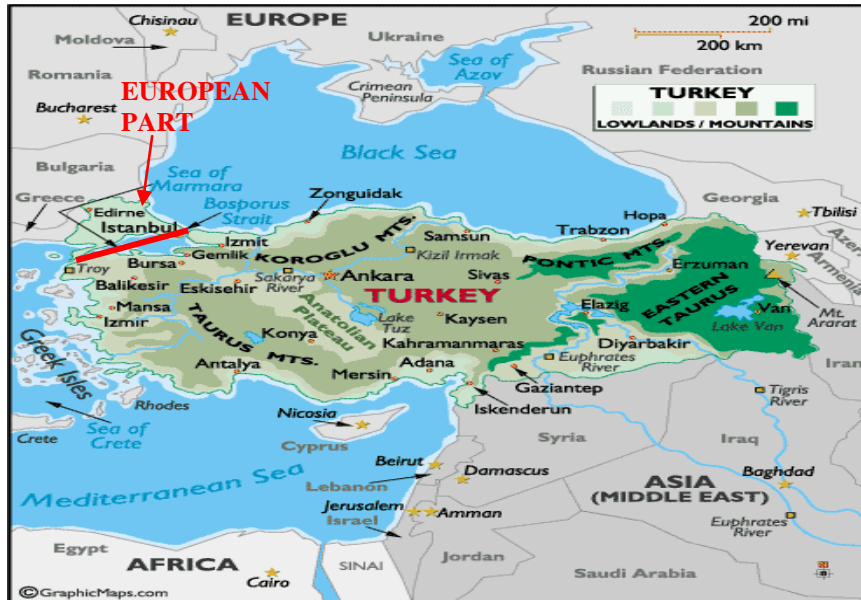 Chisinau
EUROPE
200 mi
200 km
Moldova
Ukraine
Sea of
Azov
Russian Federation
Romania
EUROPEAN
PART
Crimean
Peninsula
TURKEY
LOWLANDS / MOUNTAINS
Bucharest
Black Sea
Bulgaria
Sea of
Marmara
Bosporus
Strait
Zonguidak
Georgia
Tbilisi
Greece
Edirne
Istanbul
Izmit
Gemlik
KOROGLU MTS.
Samsun
Kizil Irmak
Trabzon
Hopa
PONTIC MTS.
Yerevan
Azer
Armenia
Troy
Bursa
Balikesir
Eskisehir
Sakarya
River
Ankara
Sivas
Erzuman
TURKEY
EASTERN
TAURUS
Elazig
Van
Lake Van
Mt.
Ararat
Mansa
Izmir
TAURUS MTS.
Anatolian
Plateau
Lake
Tuz
Kaysen
Konya
Kahramanmaras
Diyarbakir
Greek Isles
Antalya
Mersin
Adana
Euphrates
River
Gaziantep
Iskenderun
Iran
Tigris
River
Rhodes
Crete
Sea of
Crete
Nicosia
Cyprus
Syria
Iraq
Mediterranean Sea
Beirut
Lebanon
Damascus
ASIA
(MIDDLE EAST)
Baghdad
Jerusalem
Israel
Amman
Euphrates
River
Egypt
AFRICA
Cairo
SINAI
Jordan
Saudi Arabia
©GraphicMaps.com